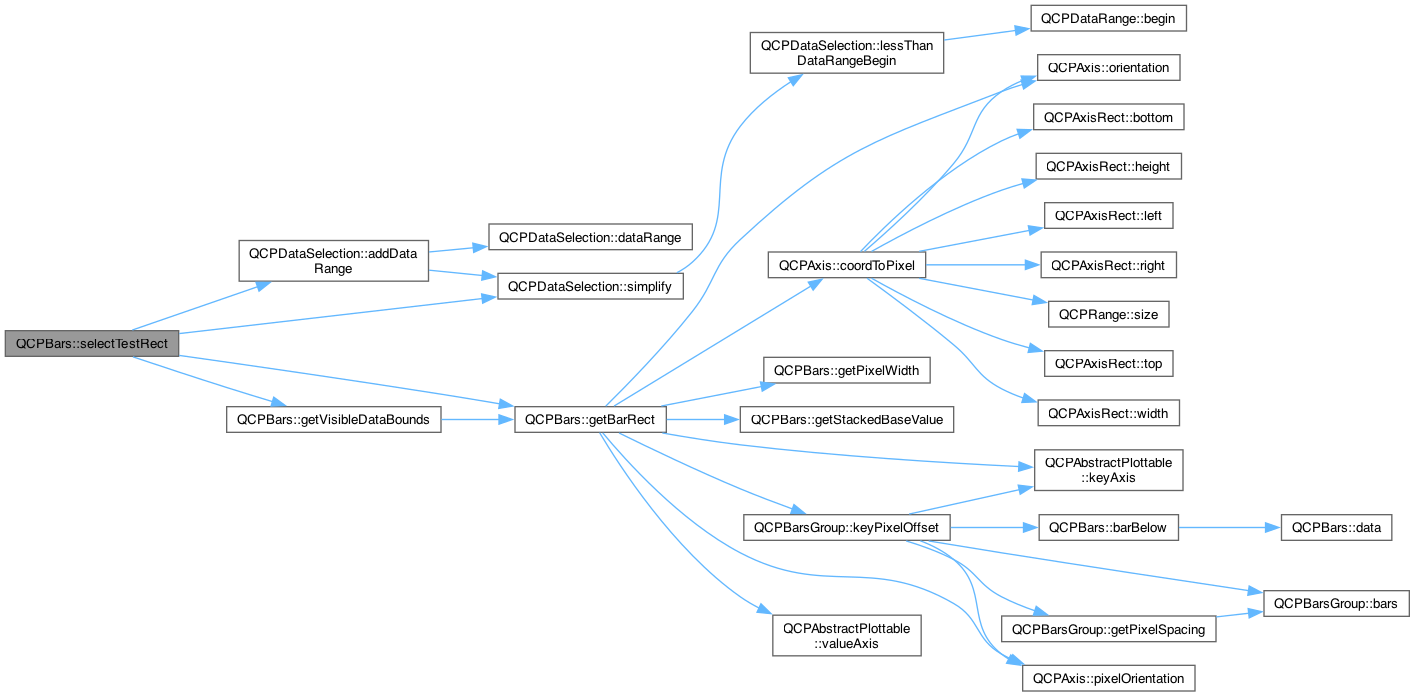 QCPBars::selectTestRect
QCPDataSelection::addData
Range
QCPBars::getVisibleDataBounds
QCPDataSelection::dataRange
QCPDataSelection::simplify
QCPBars::getBarRect
QCPDataSelection::lessThan
DataRangeBegin
QCPAxis::coordToPixel
QCPBars::getPixelWidth
QCPBars::getStackedBaseValue
QCPBarsGroup::keyPixelOffset
QCPAbstractPlottable
::valueAxis
QCPDataRange::begin
QCPAxis::orientation
QCPAxisRect::bottom
QCPAxisRect::height
QCPAxisRect::left
QCPAxisRect::right
QCPRange::size
QCPAxisRect::top
QCPAxisRect::width
QCPAbstractPlottable
::keyAxis
QCPBars::barBelow
QCPBarsGroup::getPixelSpacing
QCPAxis::pixelOrientation
QCPBars::data
QCPBarsGroup::bars